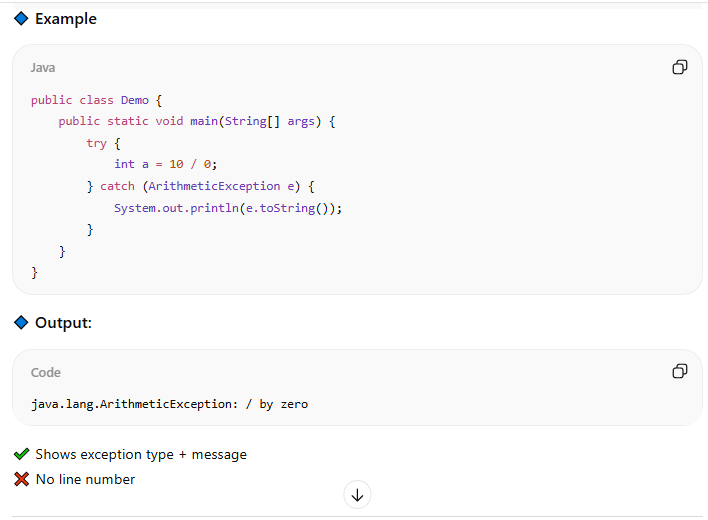 🔹 Example
Java
public class Demo {
    public static void main(String[] args) {
        try {
            int a = 10 / 0;
        } catch (ArithmeticException e) {
            System.out.println(e.toString());
        }
    }
}
🔹 Output:
Code
java.lang.ArithmeticException: / by zero
✔ Shows exception type + message
❌ No line number